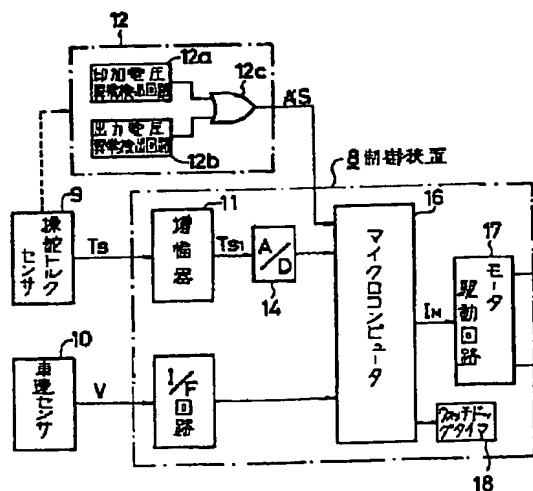 12
12a
印加電圧
異常検出回路
12c
AS
出力電圧
異常検出回路
12b
8 制御装置
9
操舵トルク
センサ
Ts
11
増幅器
Ts1
A/D
14
16
マイクロコンピュータ
IM
17
モータ
駆動回路
10
車速センサ
V
I/F
回路
ウォッチドッ
グタイマ
18